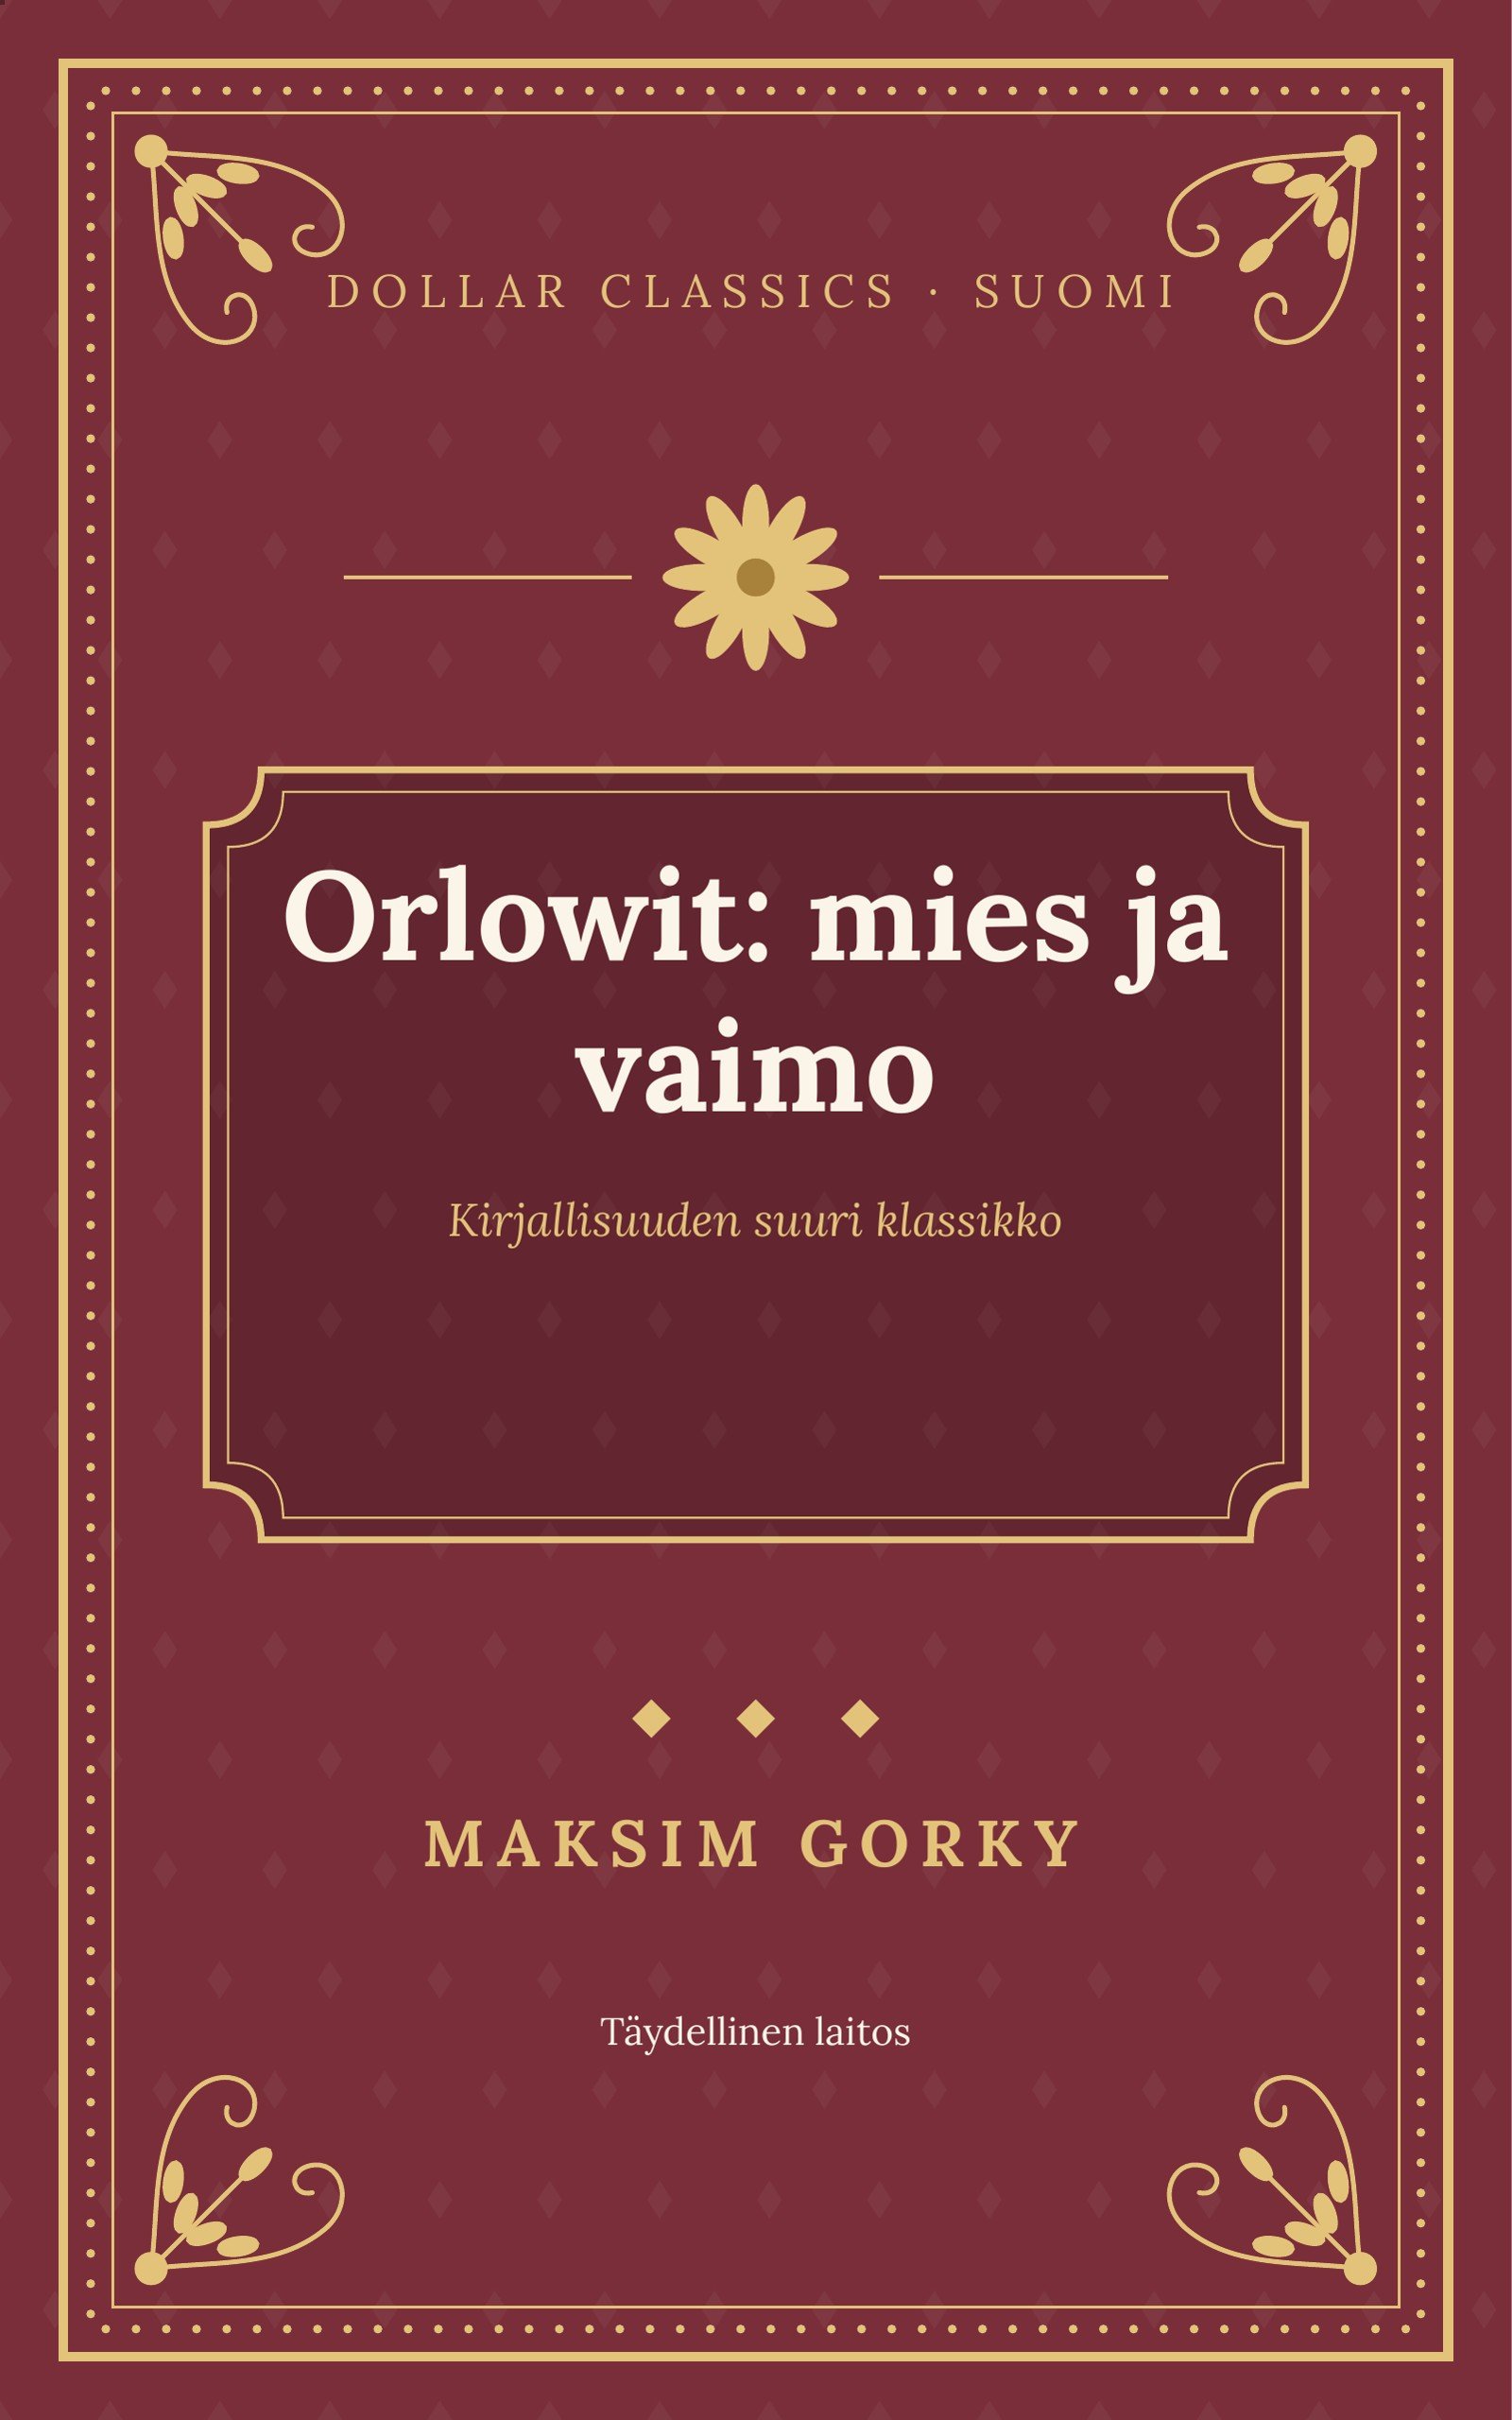 DOLLAR CLASSICS · SUOMI
Orlowit: mies ja
vaimo
Kirjallisuuden suuri klassikko
MAKSIM GORKY
Täydellinen laitos